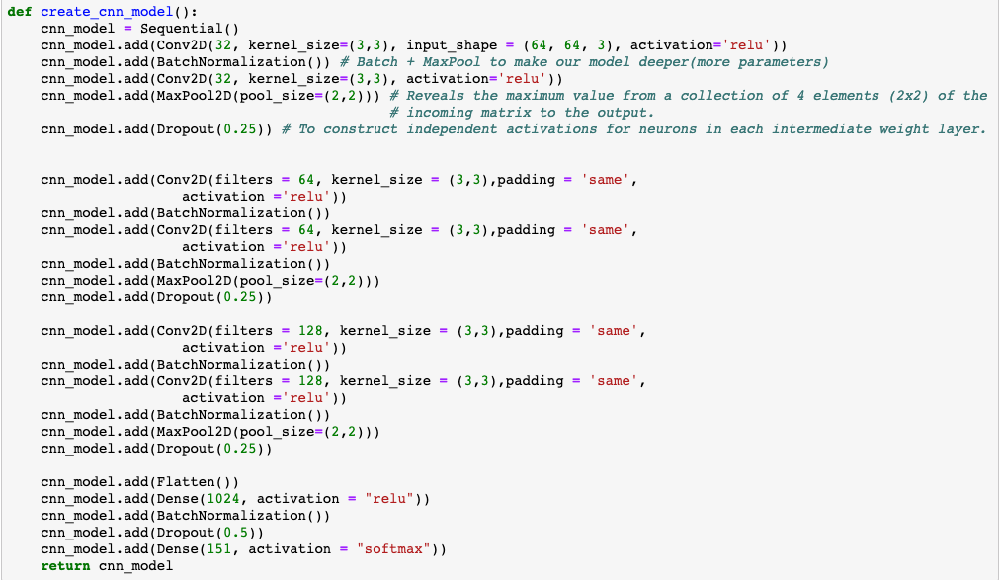 def create_cnn_model():
    cnn_model = Sequential()
    cnn_model.add(Conv2D(32, kernel_size=(3,3), input_shape = (64, 64, 3), activation='relu'))
    cnn_model.add(BatchNormalization()) # Batch + MaxPool to make our model deeper(more parameters)
    cnn_model.add(Conv2D(32, kernel_size=(3,3), activation='relu'))
    cnn_model.add(MaxPool2D(pool_size=(2,2))) # Reveals the maximum value from a collection of 4 elements (2x2) of the
                                              # incoming matrix to the output.
    cnn_model.add(Dropout(0.25)) # To construct independent activations for neurons in each intermediate weight layer.
    cnn_model.add(Conv2D(filters = 64, kernel_size = (3,3),padding = 'same',
                     activation ='relu'))
    cnn_model.add(BatchNormalization())
    cnn_model.add(Conv2D(filters = 64, kernel_size = (3,3),padding = 'same',
                     activation ='relu'))
    cnn_model.add(BatchNormalization())
    cnn_model.add(MaxPool2D(pool_size=(2,2)))
    cnn_model.add(Dropout(0.25))
    cnn_model.add(Conv2D(filters = 128, kernel_size = (3,3),padding = 'same',
                     activation ='relu'))
    cnn_model.add(BatchNormalization())
    cnn_model.add(Conv2D(filters = 128, kernel_size = (3,3),padding = 'same',
                     activation ='relu'))
    cnn_model.add(BatchNormalization())
    cnn_model.add(MaxPool2D(pool_size=(2,2)))
    cnn_model.add(Dropout(0.25))
    cnn_model.add(Flatten())
    cnn_model.add(Dense(1024, activation = "relu"))
    cnn_model.add(BatchNormalization())
    cnn_model.add(Dropout(0.5))
    cnn_model.add(Dense(151, activation = "softmax"))
    return cnn_model